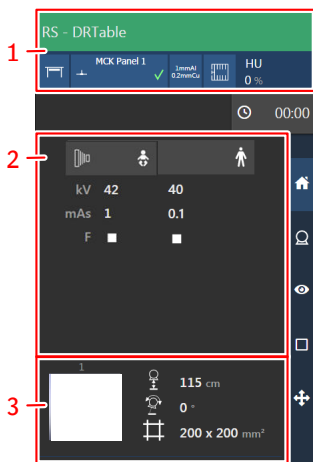 RS - DRTable
1
MCK Panel 1
1mmAl
0.2mmCu
HU
0 %
00:00
2
kV 42 40
mAs 1 0.1
F
1
3
115 cm
0 °
200 x 200 mm²